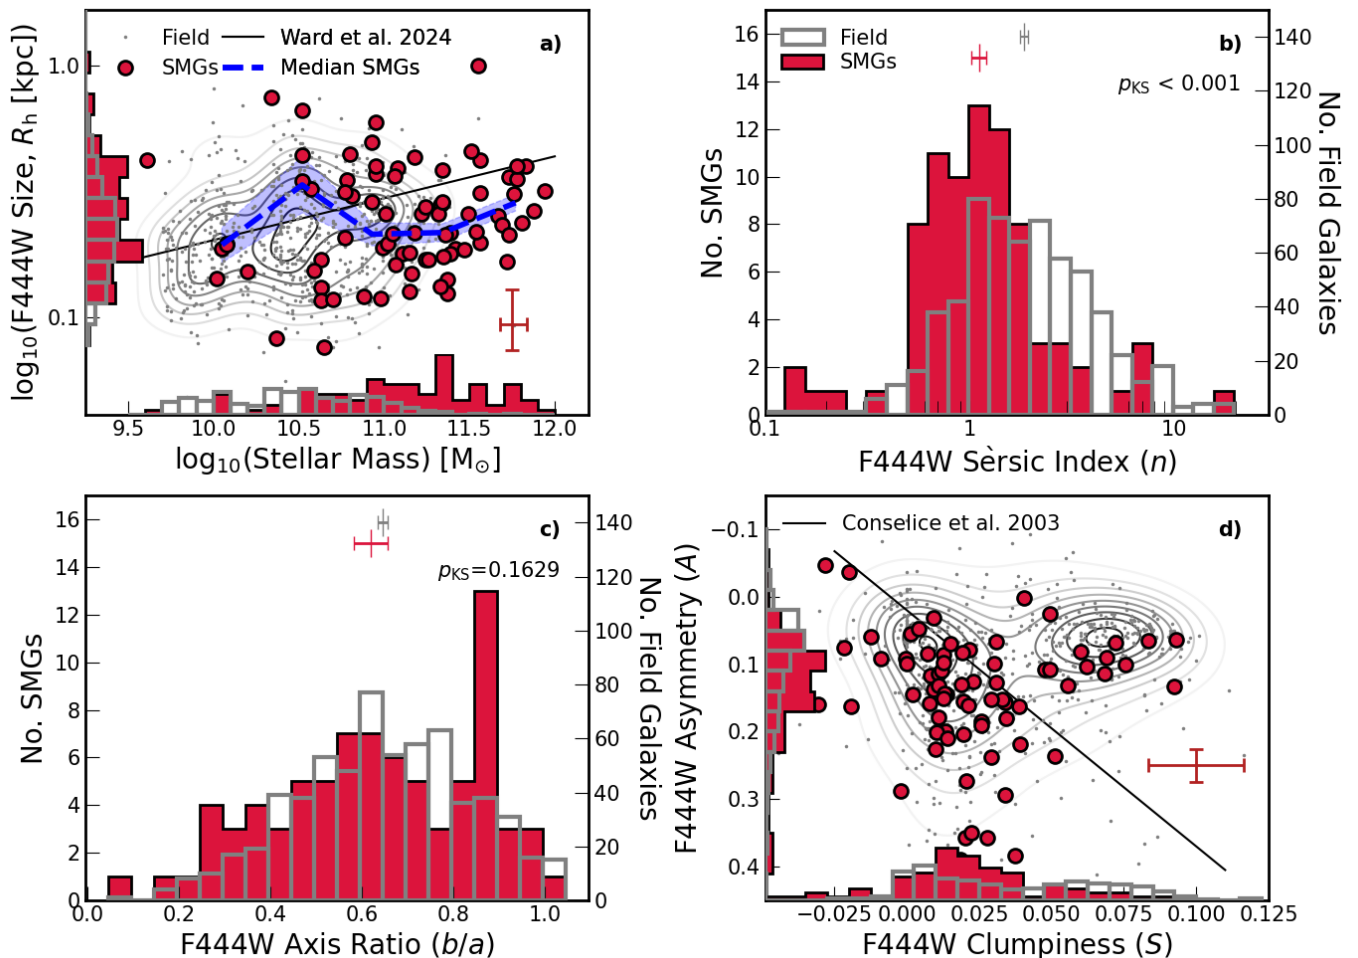 Field
Ward et al. 2024
SMGs
Median SMGs
a)
1.0
0.1
log₁₀(F444W Size, Rₕ [kpc])
9.5 10.0 10.5 11.0 11.5 12.0
log₁₀(Stellar Mass) [M⊙]
Field
SMGs
b)
p_KS < 0.001
16
14
12
10
8
6
4
2
0
No. SMGs
140
120
100
80
60
40
20
0
No. Field Galaxies
0.1 1 10
F444W Sèrsic Index (n)
c)
p_KS=0.1629
16
14
12
10
8
6
4
2
0
No. SMGs
140
120
100
80
60
40
20
0
No. Field Galaxies
0.0 0.2 0.4 0.6 0.8 1.0
F444W Axis Ratio (b/a)
Conselice et al. 2003
d)
−0.1
0.0
0.1
0.2
0.3
0.4
F444W Asymmetry (A)
−0.025 0.000 0.025 0.050 0.075 0.100 0.125
F444W Clumpiness (S)